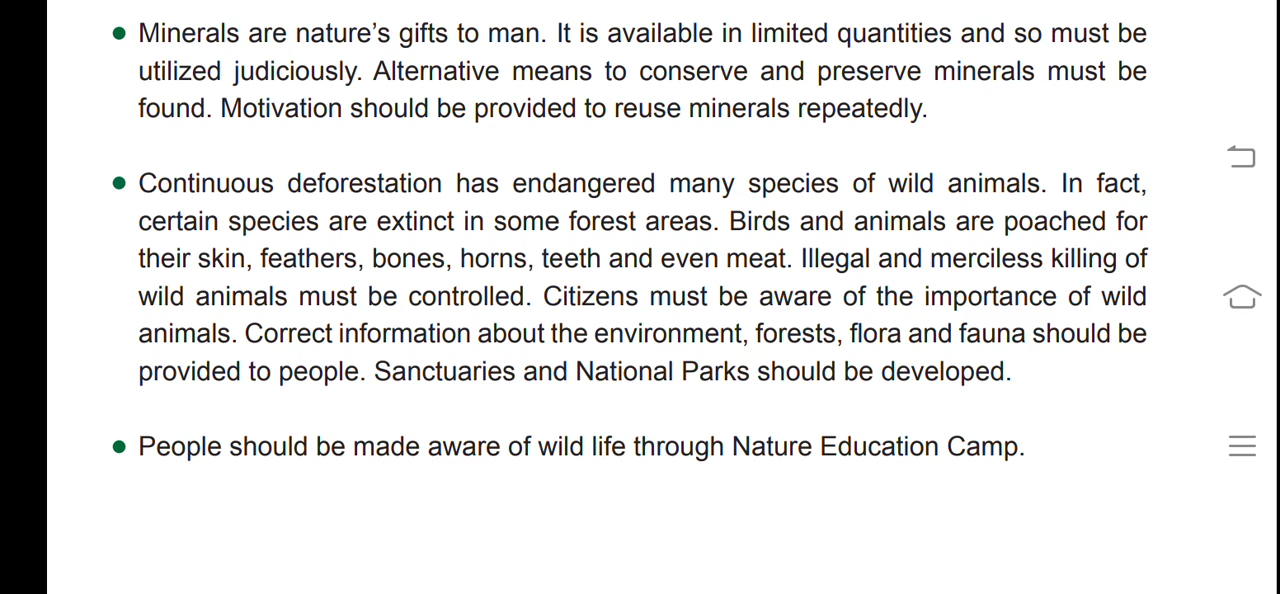 ● Minerals are nature’s gifts to man. It is available in limited quantities and so must be
utilized judiciously. Alternative means to conserve and preserve minerals must be
found. Motivation should be provided to reuse minerals repeatedly.
● Continuous deforestation has endangered many species of wild animals. In fact,
certain species are extinct in some forest areas. Birds and animals are poached for
their skin, feathers, bones, horns, teeth and even meat. Illegal and merciless killing of
wild animals must be controlled. Citizens must be aware of the importance of wild
animals. Correct information about the environment, forests, flora and fauna should be
provided to people. Sanctuaries and National Parks should be developed.
● People should be made aware of wild life through Nature Education Camp.